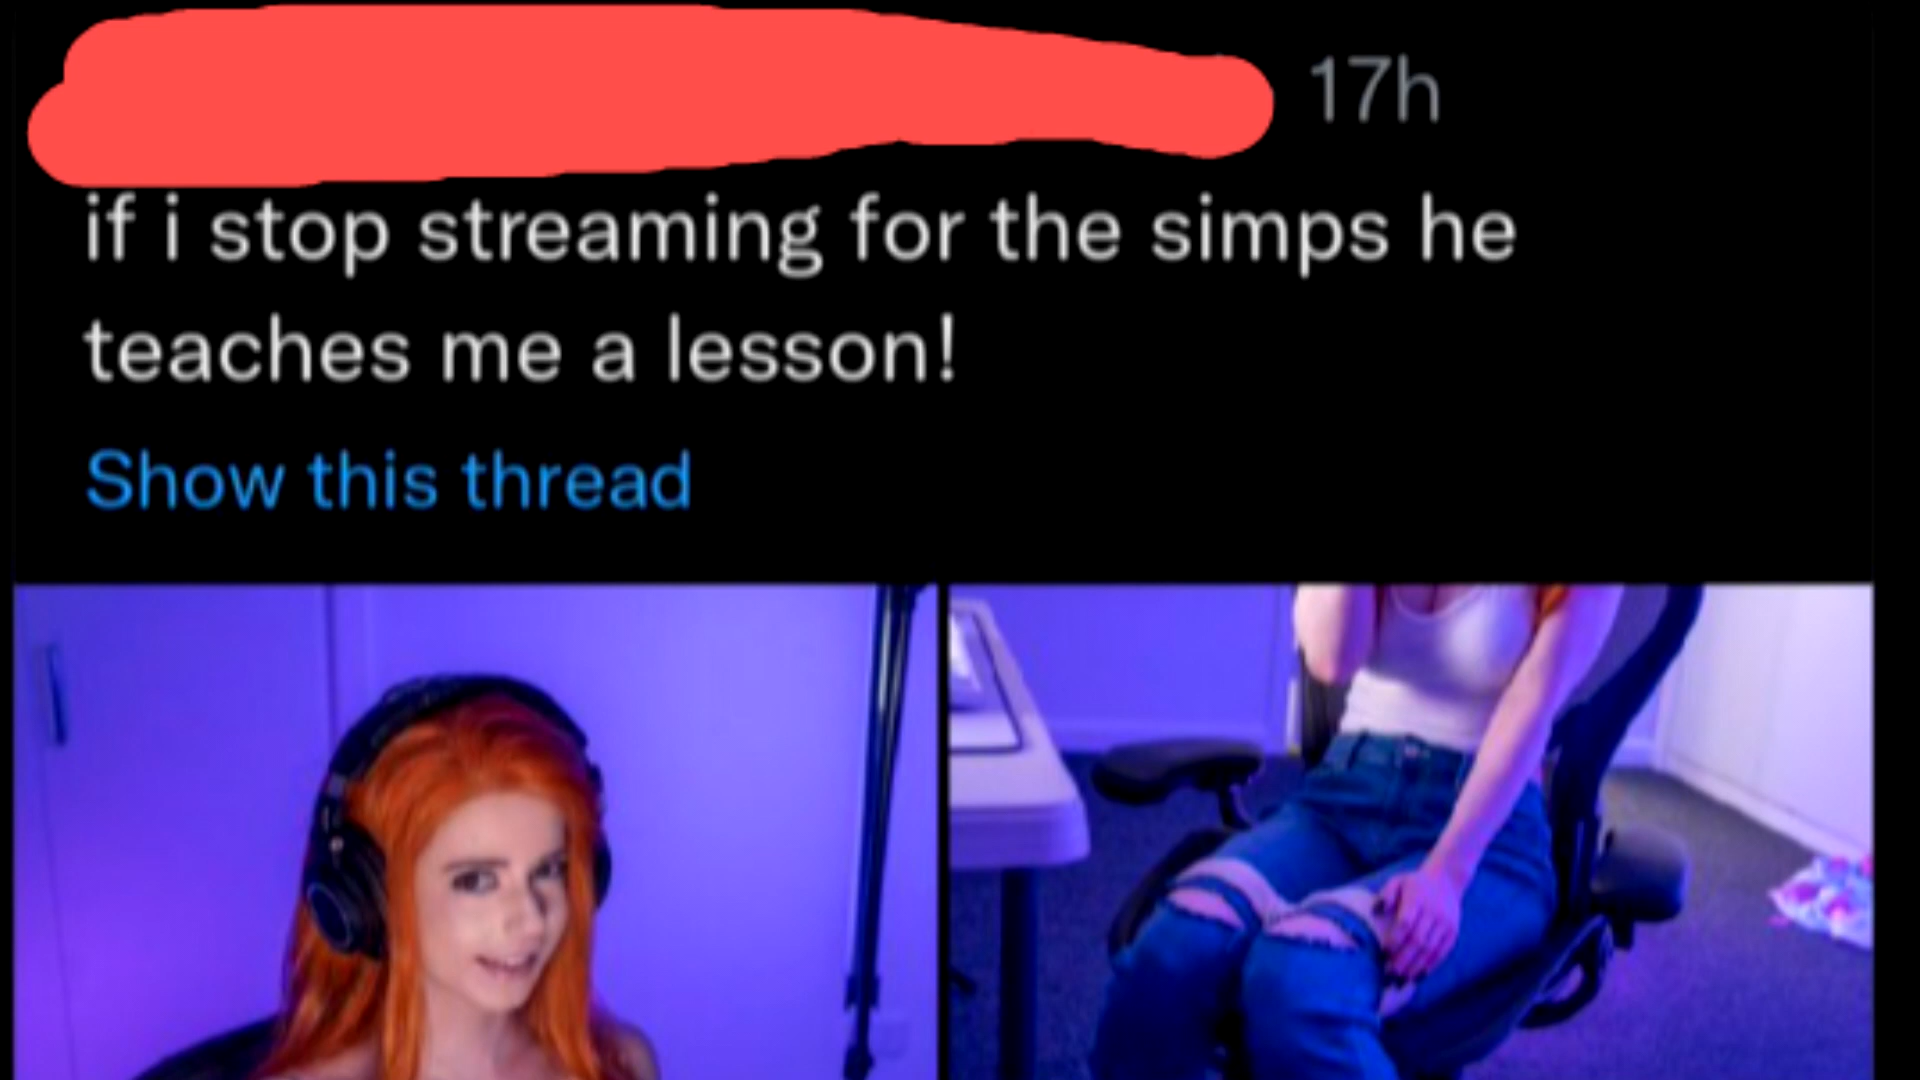 17h
if i stop streaming for the simps he
teaches me a lesson!
Show this thread